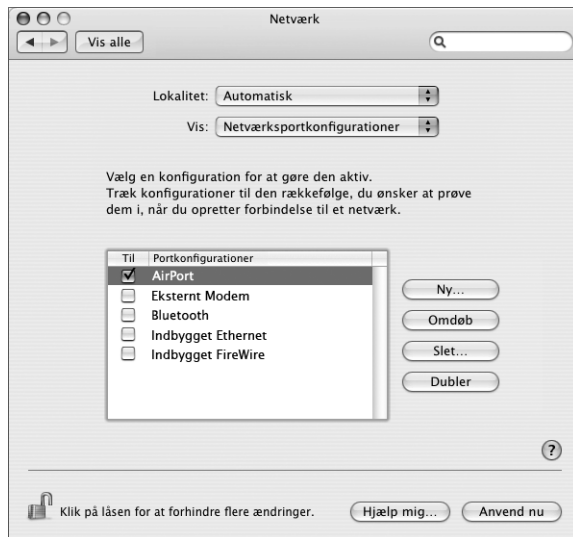 Netværk
Vis alle
Lokalitet: Automatisk
Vis: Netværksportkonfigurationer
Vælg en konfiguration for at gøre den aktiv.
Træk konfigurationer til den rækkefølge, du ønsker at prøve
dem i, når du opretter forbindelse til et netværk.
Til Portkonfigurationer
AirPort
Eksternt Modem
Bluetooth
Indbygget Ethernet
Indbygget FireWire
Ny...
Omdøb
Slet...
Dubler
?
Klik på låsen for at forhindre flere ændringer.
Hjælp mig... Anvend nu